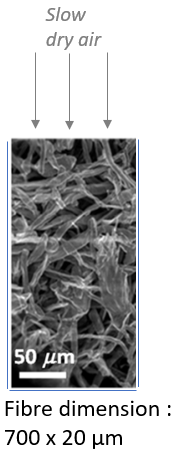 Slow
dry air
50 μm
Fibre dimension :
700 x 20 μm